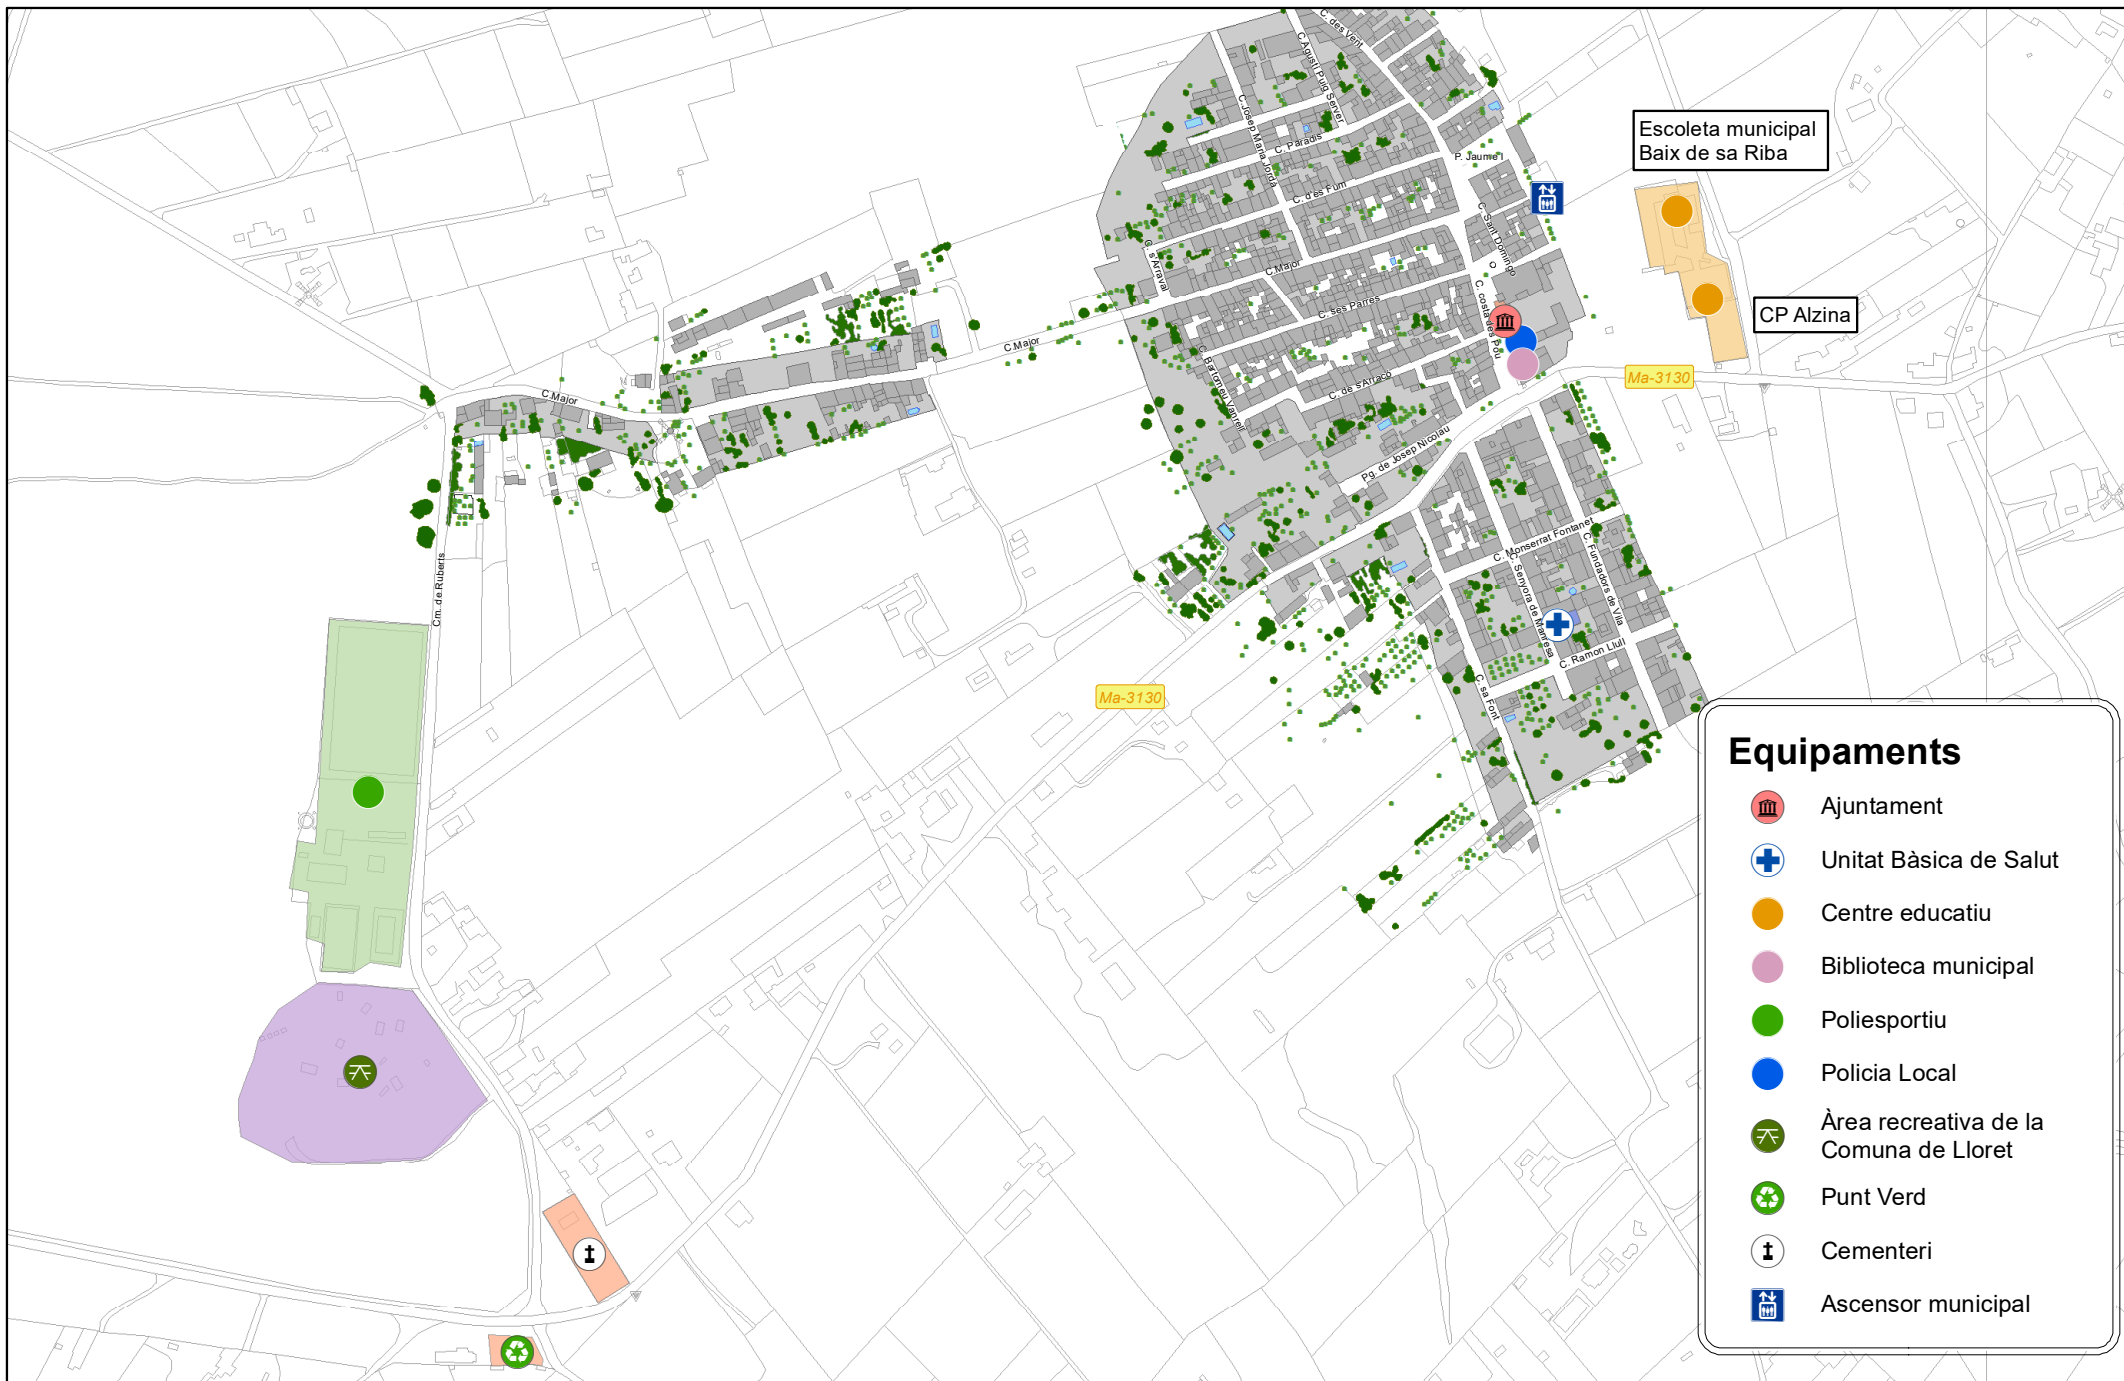 C. des Vent
C. Agustí Puig Server
C. Josep Maria Jordà
C. Paradís
P. Jaume I
C. d'es Fum
C. Sant Domingo
C. s'Arraval
C. Major
C. ses Parres
C. costa des Pou
Escoleta municipal
Baix de sa Riba
CP Alzina
Ma-3130
C. Major
C. Major
C. Bartomeu Vanrell
C. de s'Arracó
Pg. de Josep Nicolau
C. Monserrat Fontanet
C. Senyora de Manresa
C. Fundadors de Vila
C. Ramon Llull
C. sa Font
Cm. de Ruberts
Ma-3130
Equipaments
Ajuntament
Unitat Bàsica de Salut
Centre educatiu
Biblioteca municipal
Poliesportiu
Policia Local
Àrea recreativa de la
Comuna de Lloret
Punt Verd
Cementeri
Ascensor municipal